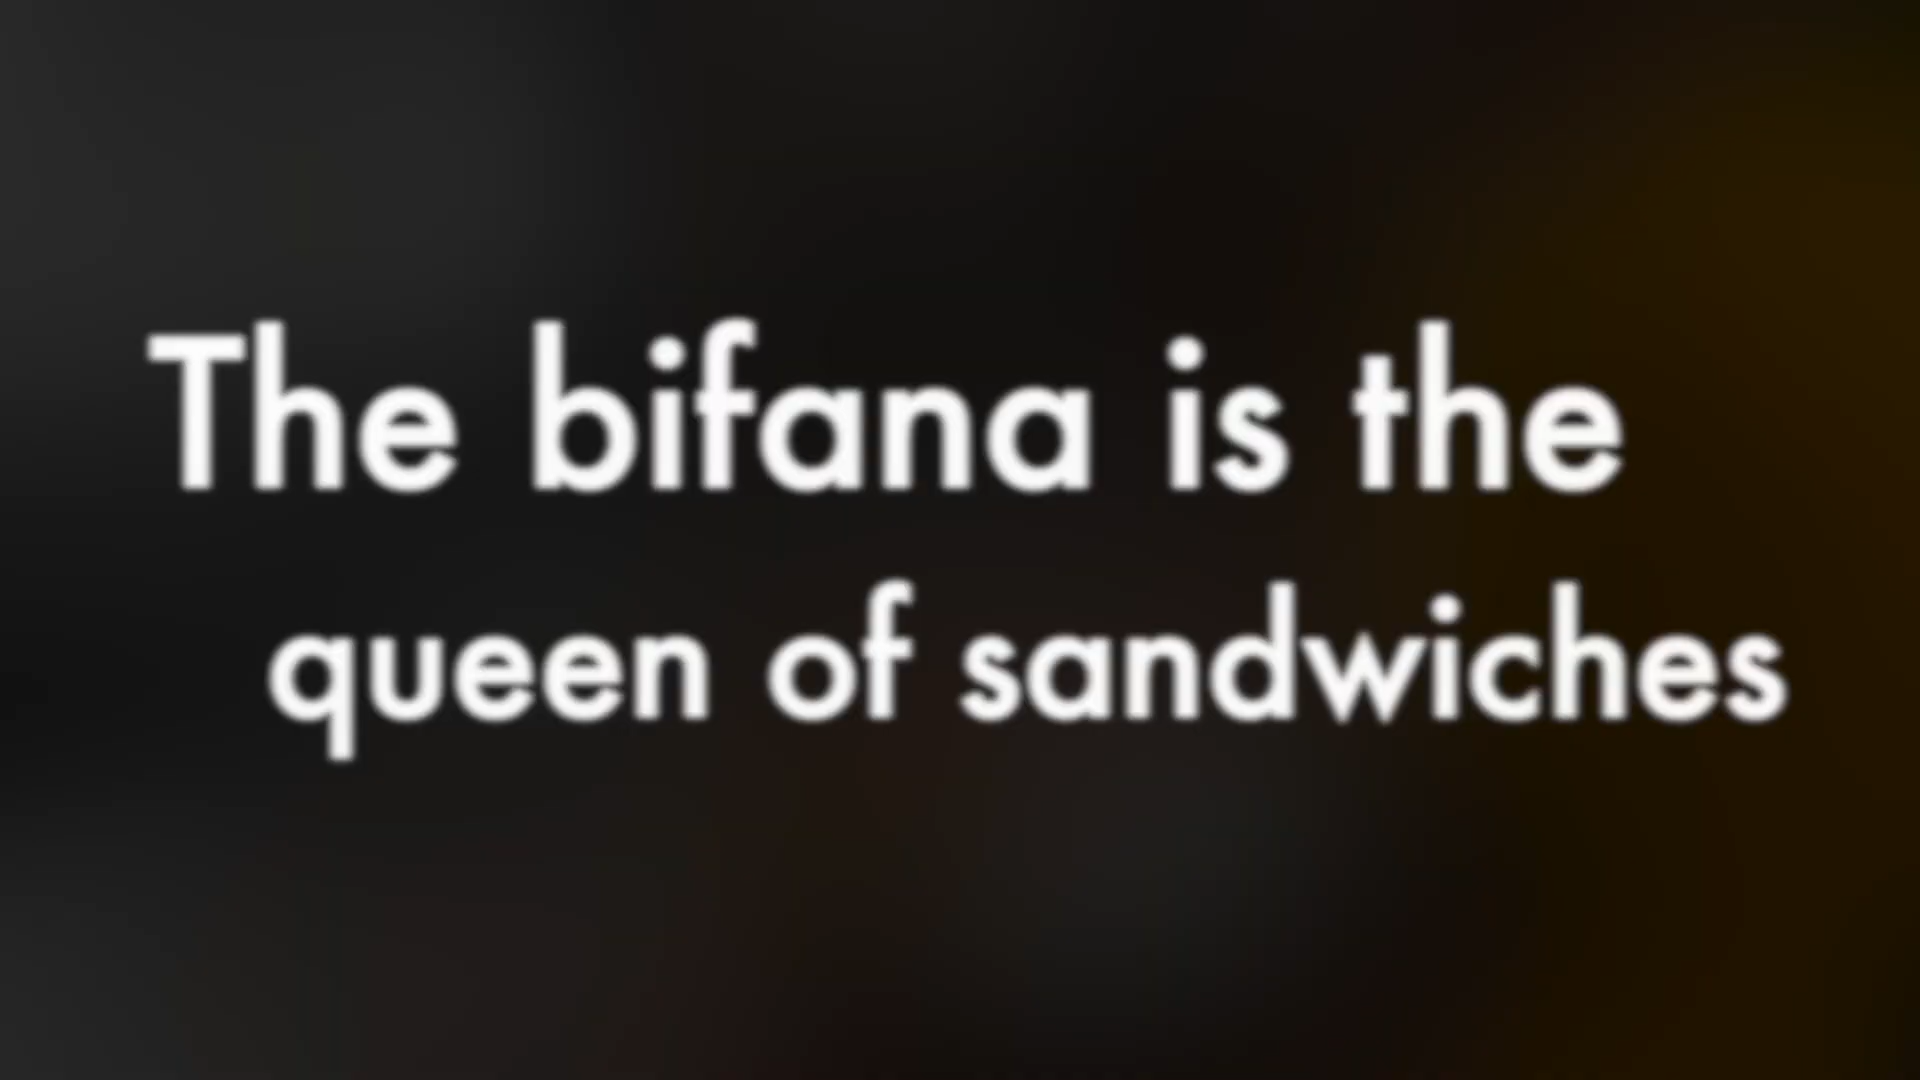 The bifana is the
queen of sandwiches